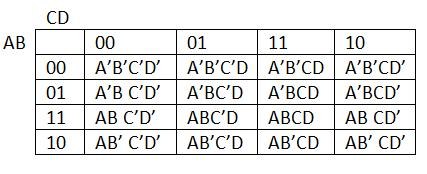 CD
AB 00 01 11 10
00 A’B’C’D’ A’B’C’D A’B’CD A’B’CD’
01 A’B C’D’ A’BC’D A’BCD A’BCD’
11 AB C’D’ ABC’D ABCD AB CD’
10 AB’ C’D’ AB’C’D AB’CD AB’ CD’